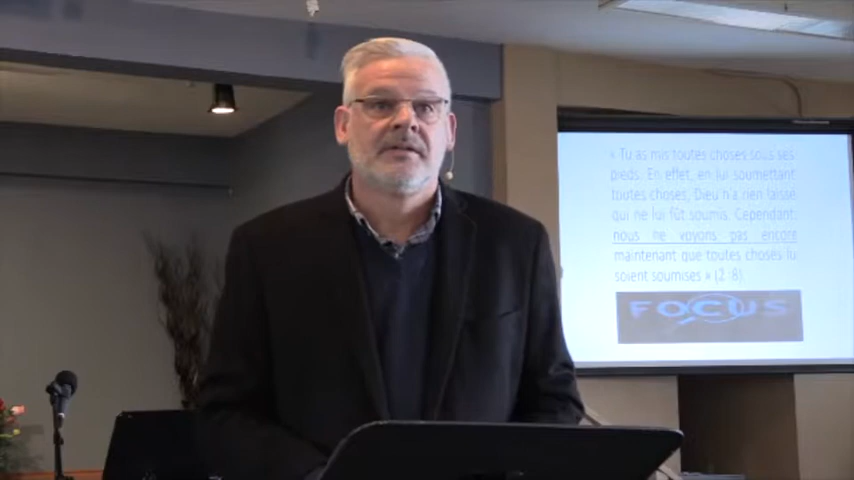 « Tu as mis toutes choses sous ses
pieds. En effet, en lui soumettant
toutes choses, Dieu n'a rien laissé
qui ne lui fût soumis. Cependant,
nous ne voyons pas encore
maintenant que toutes choses lui
soient soumises » (2 :8).
FOCUS